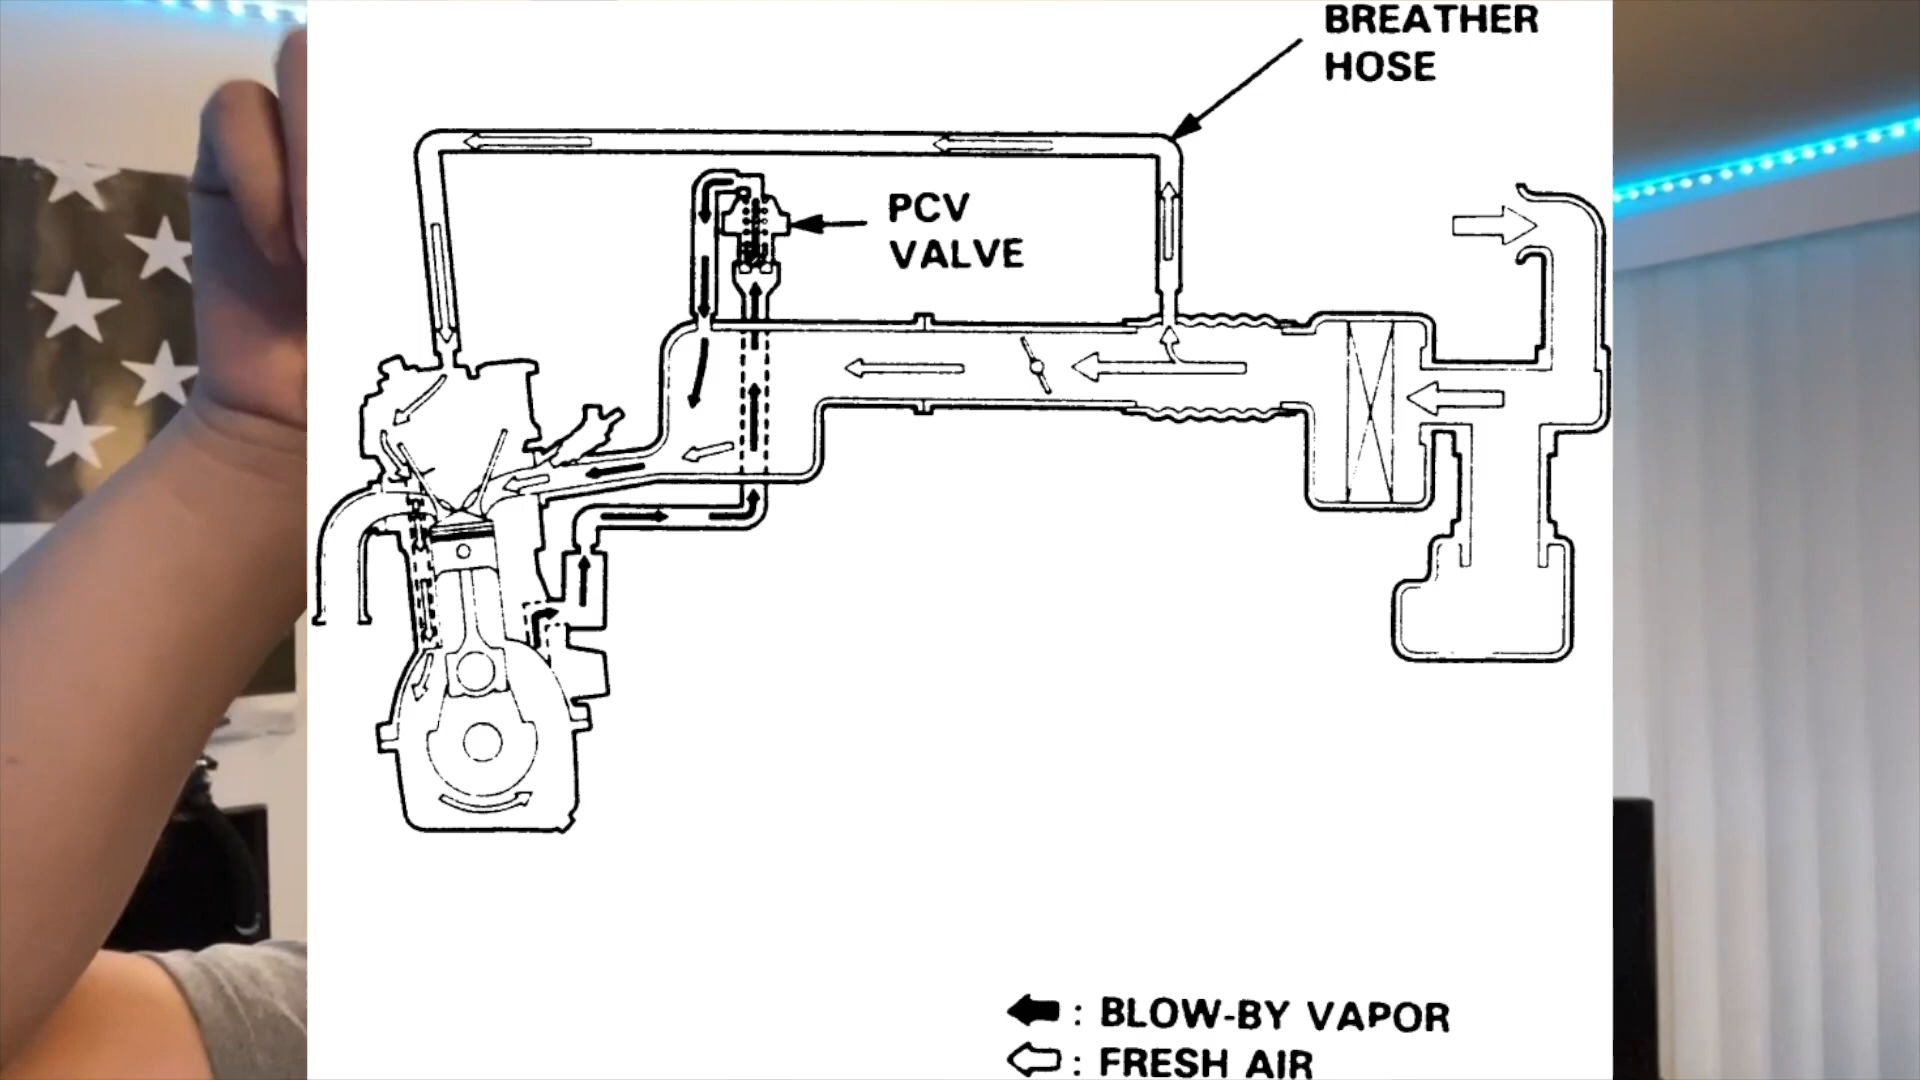 BREATHER
HOSE
PCV
VALVE
: BLOW-BY VAPOR
: FRESH AIR